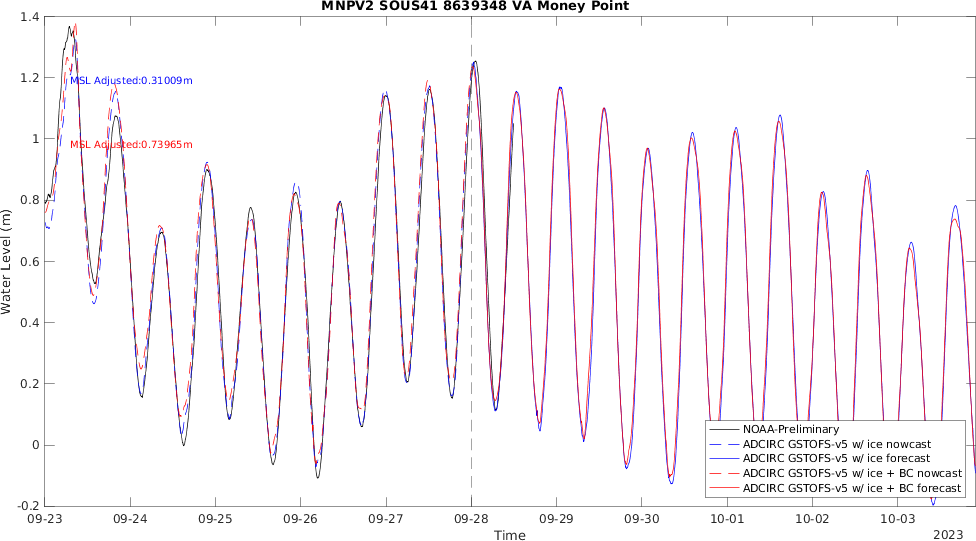 MNPV2 SOUS41 8639348 VA Money Point
1.4
1.2
1
0.8
0.6
0.4
0.2
0
-0.2
Water Level (m)
MSL Adjusted:0.31009m
MSL Adjusted:0.73965m
NOAA-Preliminary
ADCIRC GSTOFS-v5 w/ ice nowcast
ADCIRC GSTOFS-v5 w/ ice forecast
ADCIRC GSTOFS-v5 w/ ice + BC nowcast
ADCIRC GSTOFS-v5 w/ ice + BC forecast
09-23 09-24 09-25 09-26 09-27 09-28 09-29 09-30 10-01 10-02 10-03
Time
2023